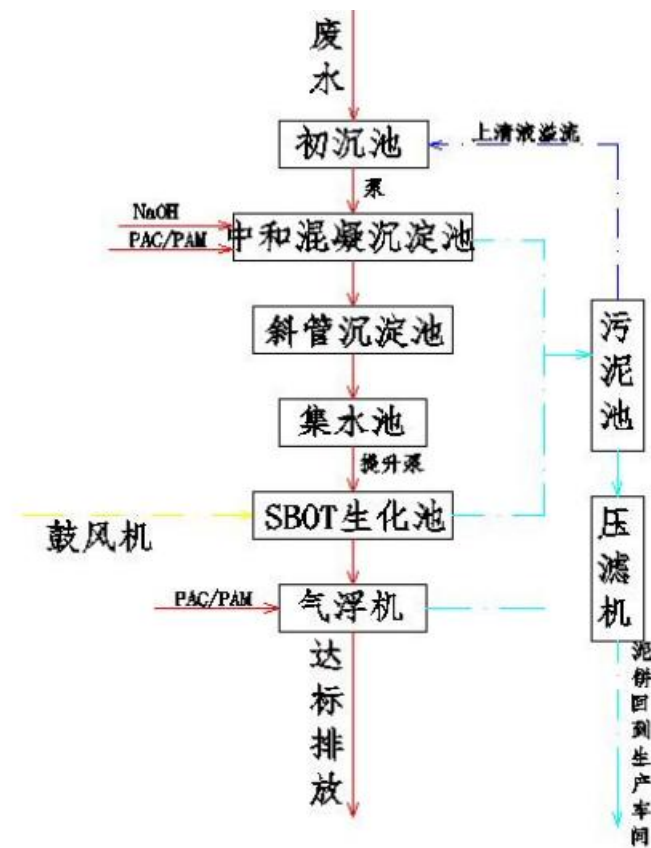 废水
初沉池
上清液溢流
泵
NaOH
PAC/PAM
中和混凝沉淀池
斜管沉淀池
污泥池
集水池
提升泵
SBOT生化池
鼓风机
压滤机
PAC/PAM
气浮机
达标排放
泥饼回到生产车间